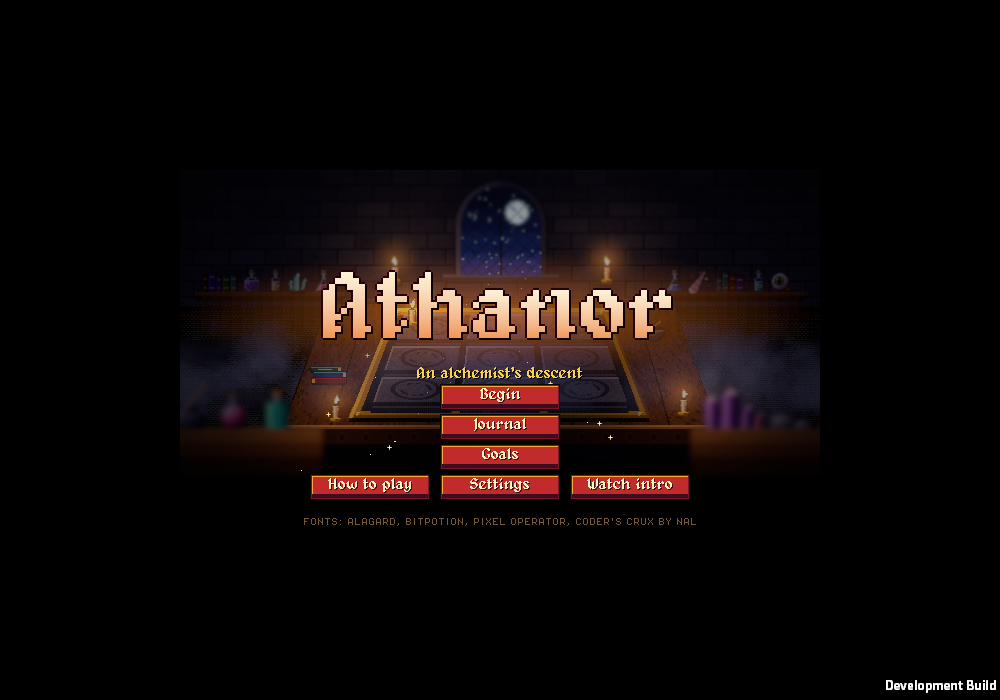 Athanor
An alchemist's descent
Begin
Journal
Goals
How to play
Settings
Watch intro
FONTS: ALAGARD, BITPOTION, PIXEL OPERATOR, CODER'S CRUX BY NAL
Development Build